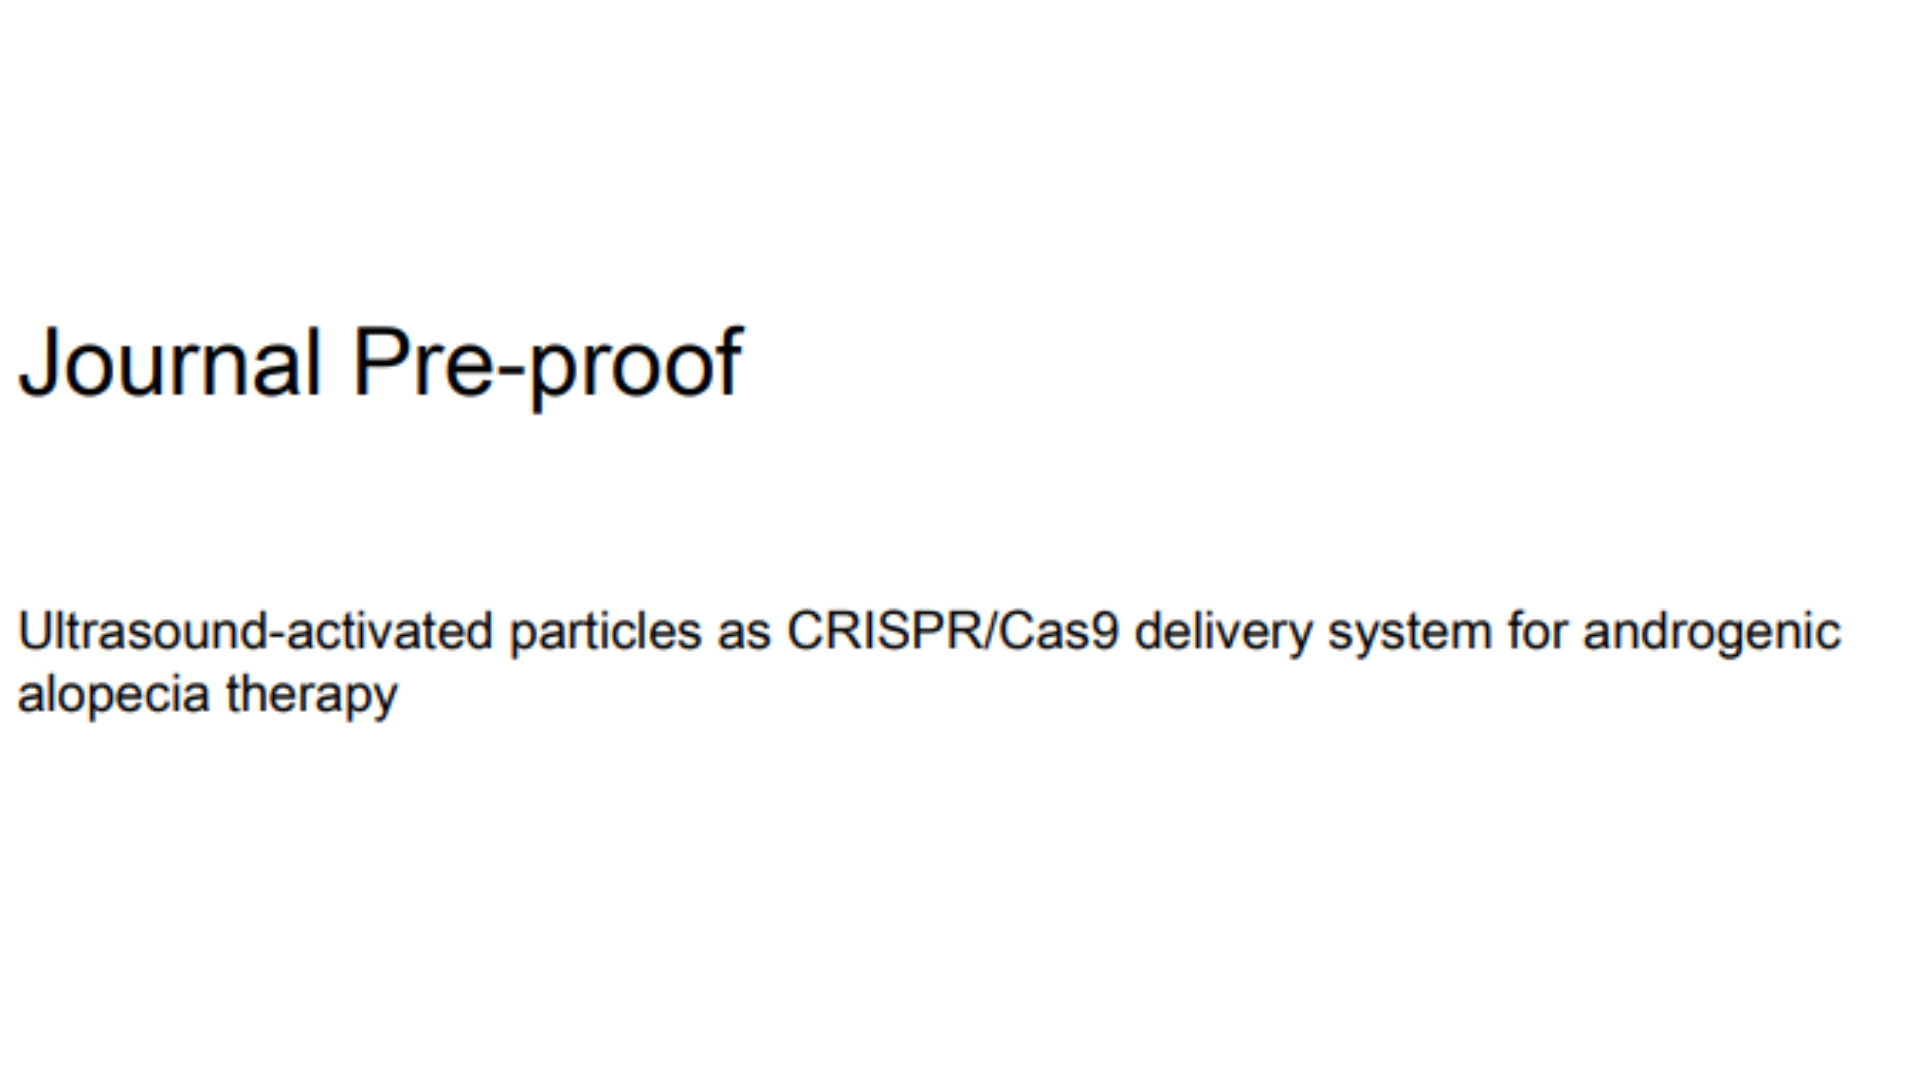 Journal Pre-proof
Ultrasound-activated particles as CRISPR/Cas9 delivery system for androgenic
alopecia therapy